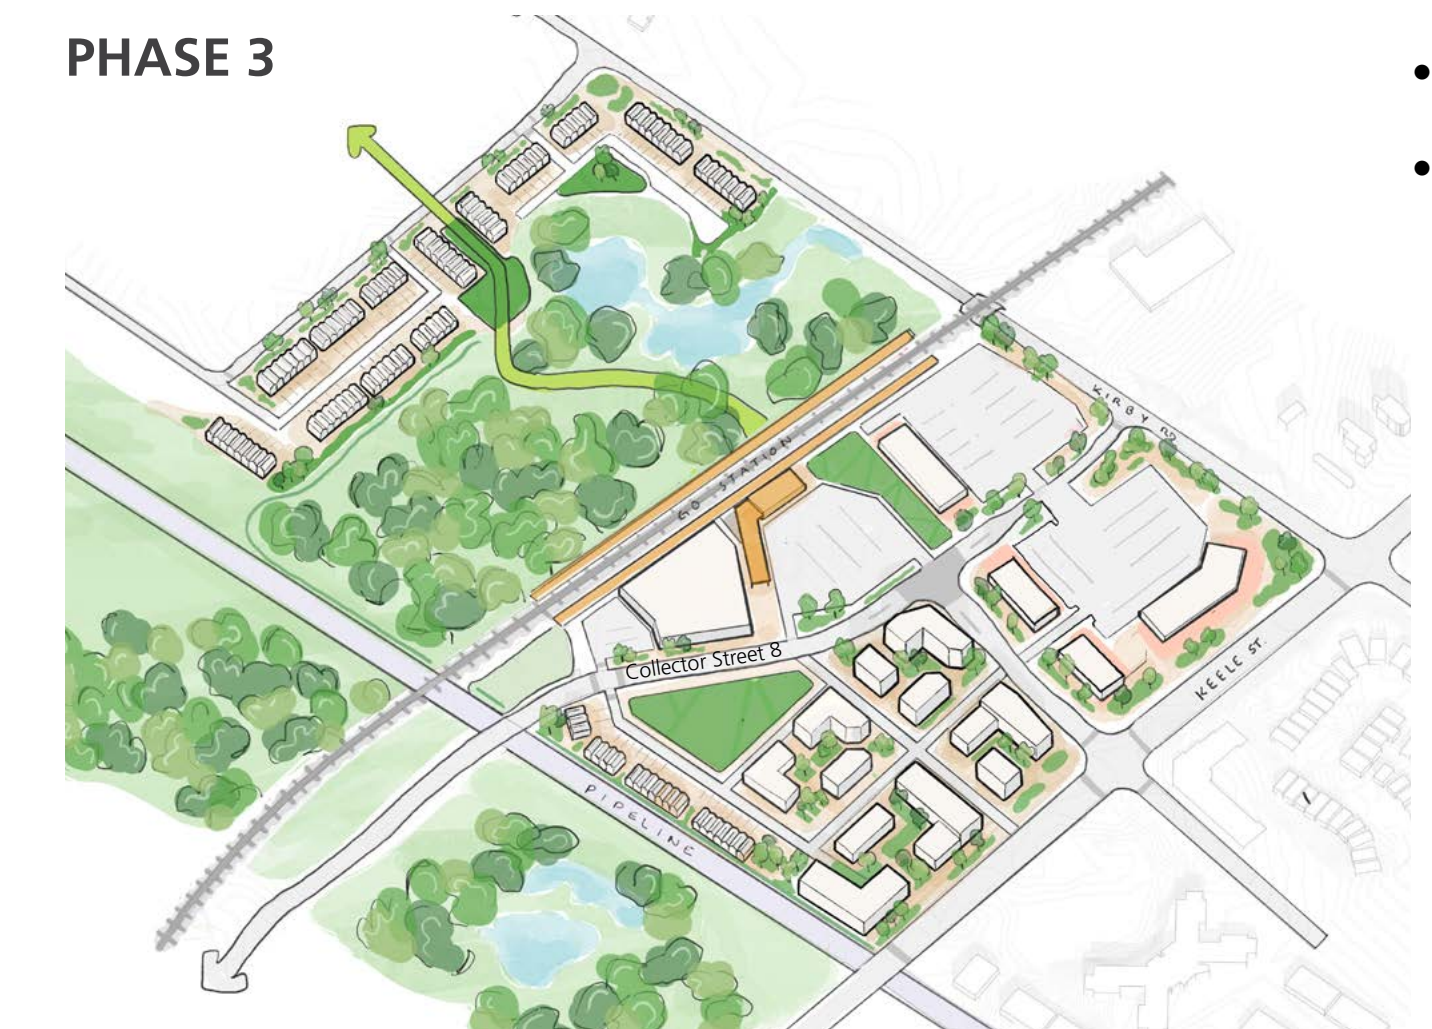 PHASE 3
•
•
KIRBY RD
GO STATION
KEELE ST.
Collector Street 8
PIPELINE